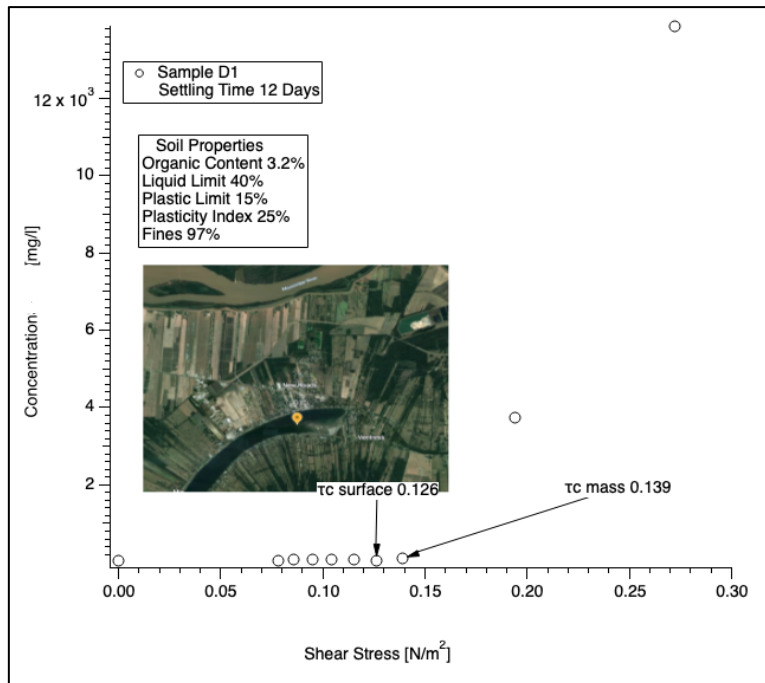 Sample D1
Settling Time 12 Days
12 x 10³
Soil Properties
Organic Content 3.2%
Liquid Limit 40%
Plastic Limit 15%
Plasticity Index 25%
Fines 97%
10
8
6
4
2
Concentration [mg/l]
New Roads
Ventress
τc surface 0.126
τc mass 0.139
0.00 0.05 0.10 0.15 0.20 0.25 0.30
Shear Stress [N/m²]